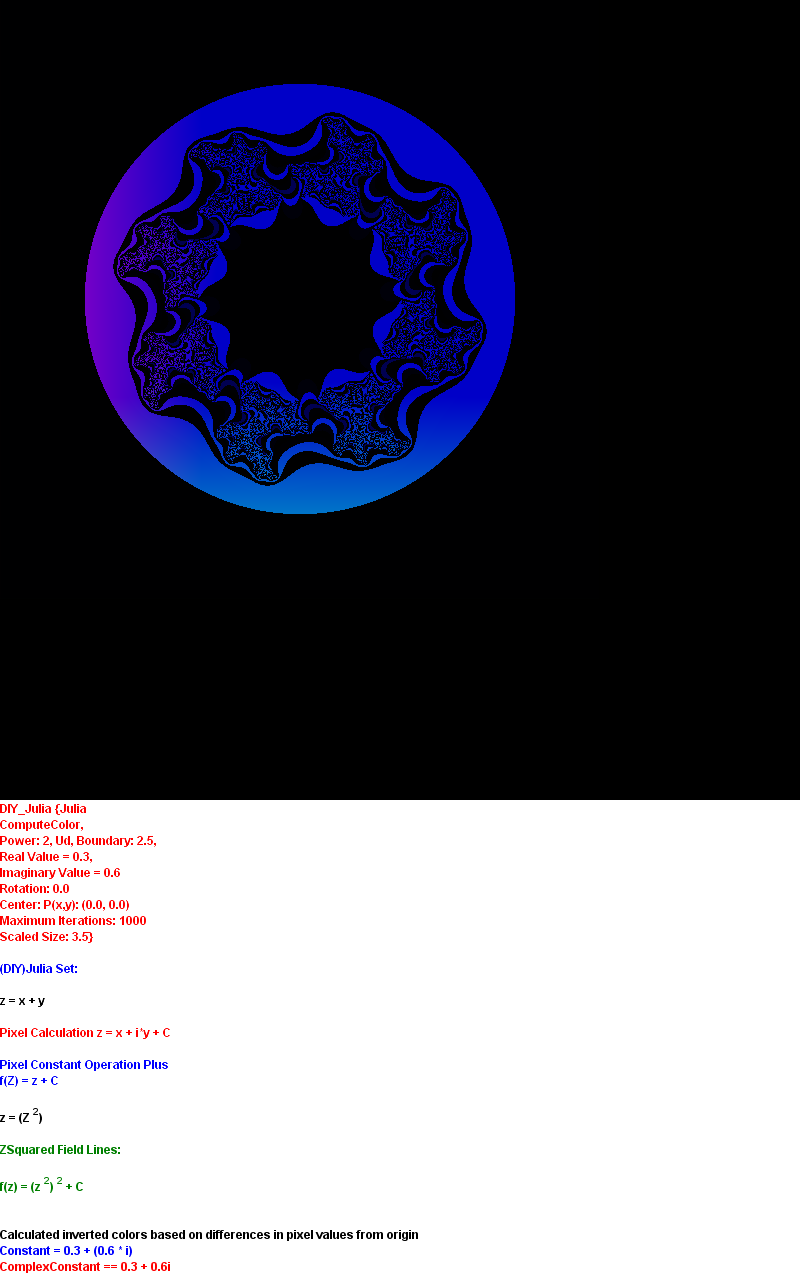 DIY_Julia {Julia
ComputeColor,
Power: 2, Ud, Boundary: 2.5,
Real Value = 0.3,
Imaginary Value = 0.6
Rotation: 0.0
Center: P(x,y): (0.0, 0.0)
Maximum Iterations: 1000
Scaled Size: 3.5}
(DIY)Julia Set:
z = x + y
Pixel Calculation z = x + i*y + C
Pixel Constant Operation Plus
f(Z) = z + C
z = (Z ²)
ZSquared Field Lines:
f(z) = (z ²) ² + C
Calculated inverted colors based on differences in pixel values from origin
Constant = 0.3 + (0.6 * i)
ComplexConstant == 0.3 + 0.6i